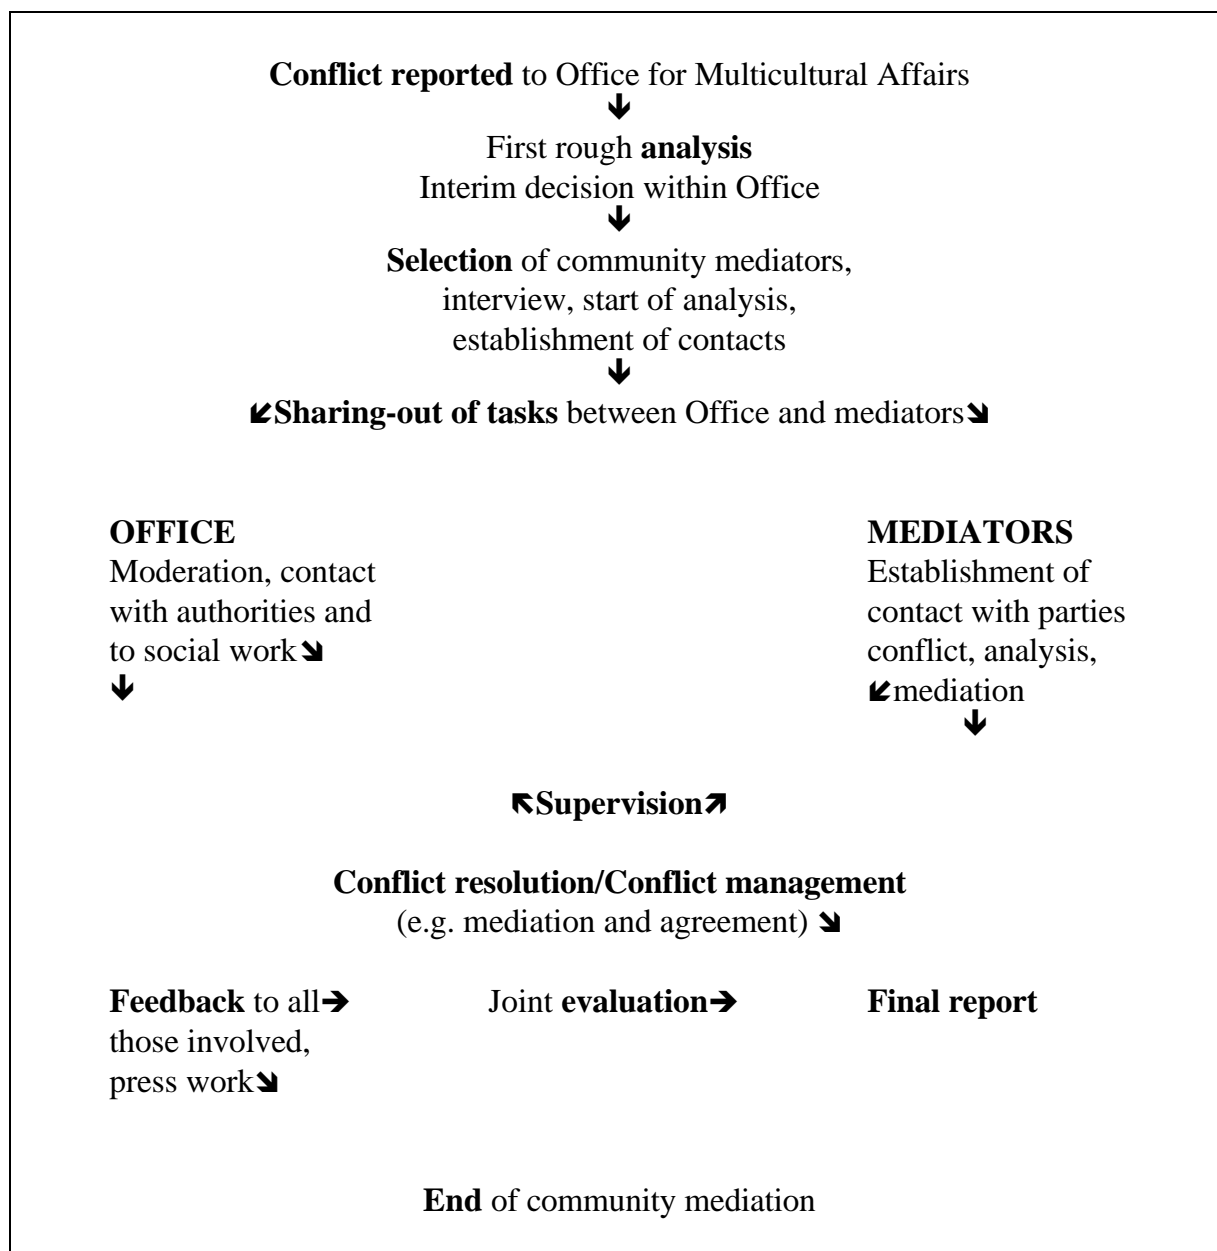 Conflict reported to Office for Multicultural Affairs
🡻
First rough analysis
Interim decision within Office
🡻
Selection of community mediators,
interview, start of analysis,
establishment of contacts
🡻
🡿Sharing-out of tasks between Office and mediators🡾
OFFICE
Moderation, contact
with authorities and
to social work🡾
🡻
MEDIATORS
Establishment of
contact with parties
conflict, analysis,
🡿mediation
🡻
🡼Supervision🡽
Conflict resolution/Conflict management
(e.g. mediation and agreement) 🡾
Feedback to all➔
those involved,
press work🡾
Joint evaluation➔
Final report
End of community mediation